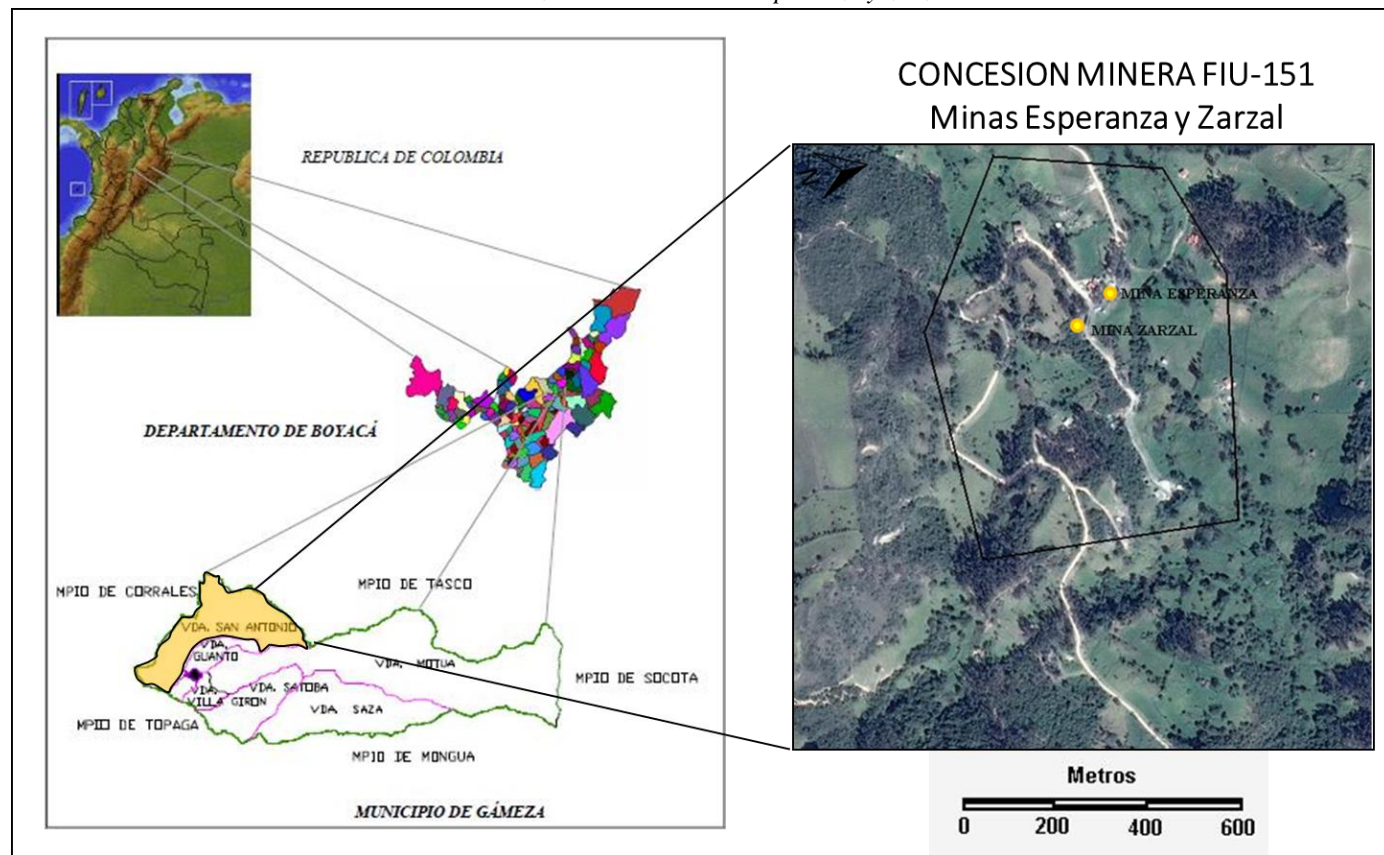 CONCESION MINERA FIU-151
Minas Esperanza y Zarzal
REPUBLICA DE COLOMBIA
N
MINA ESPERANZA
MINA ZARZAL
DEPARTAMENTO DE BOYACÁ
MPIO DE CORRALES
MPIO DE TASCO
VDA. SAN ANTONIO
VDA.
GUANTO
VDA. MOTUA
VDA. SATOBA
VDA.
VILLA GIRON
VDA. SAZA
MPIO DE SOCOTA
MPIO DE TOPAGA
MPIO DE MONGUA
MUNICIPIO DE GÁMEZA
Metros
0 200 400 600